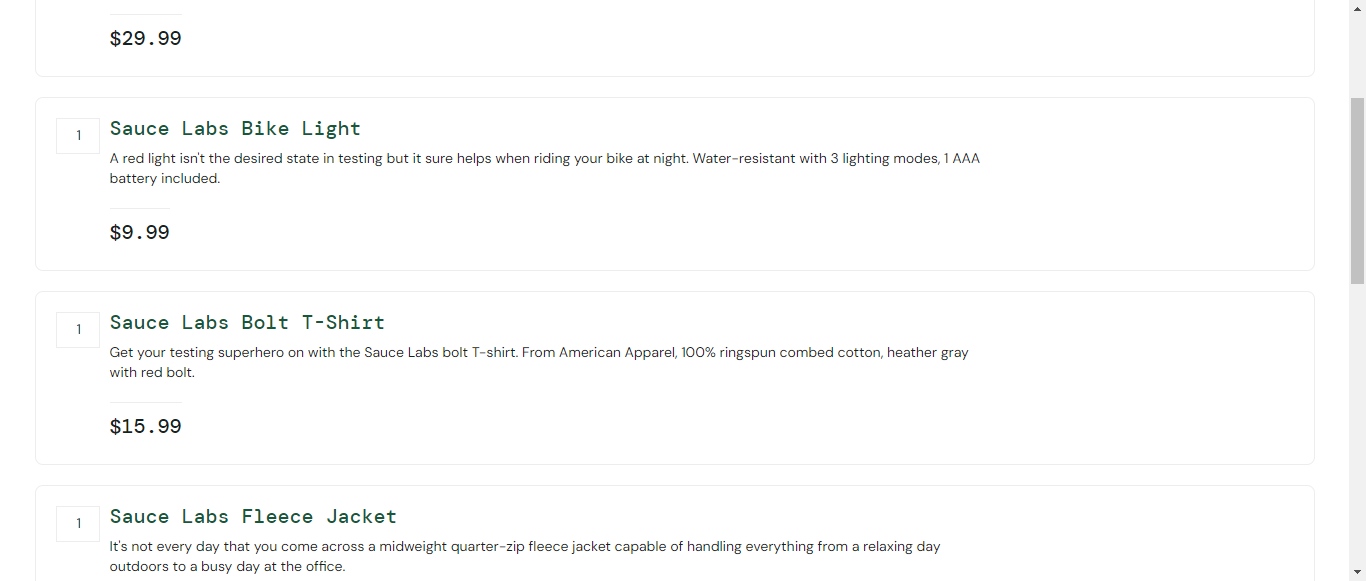 $29.99
1
Sauce Labs Bike Light
A red light isn't the desired state in testing but it sure helps when riding your bike at night. Water-resistant with 3 lighting modes, 1 AAA
battery included.
$9.99
1
Sauce Labs Bolt T-Shirt
Get your testing superhero on with the Sauce Labs bolt T-shirt. From American Apparel, 100% ringspun combed cotton, heather gray
with red bolt.
$15.99
1
Sauce Labs Fleece Jacket
It's not every day that you come across a midweight quarter-zip fleece jacket capable of handling everything from a relaxing day
outdoors to a busy day at the office.